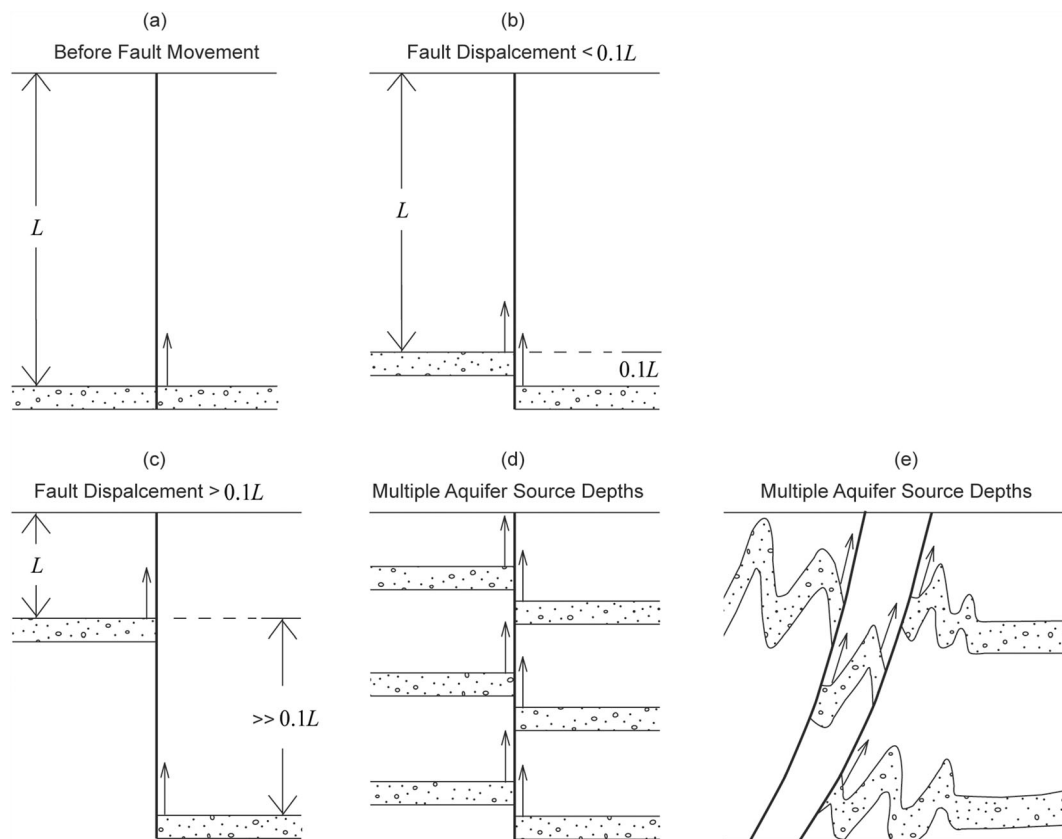 (a)
Before Fault Movement
L
(b)
Fault Dispalcement < 0.1L
L
0.1L
(c)
Fault Dispalcement > 0.1L
L
>> 0.1L
(d)
Multiple Aquifer Source Depths
(e)
Multiple Aquifer Source Depths